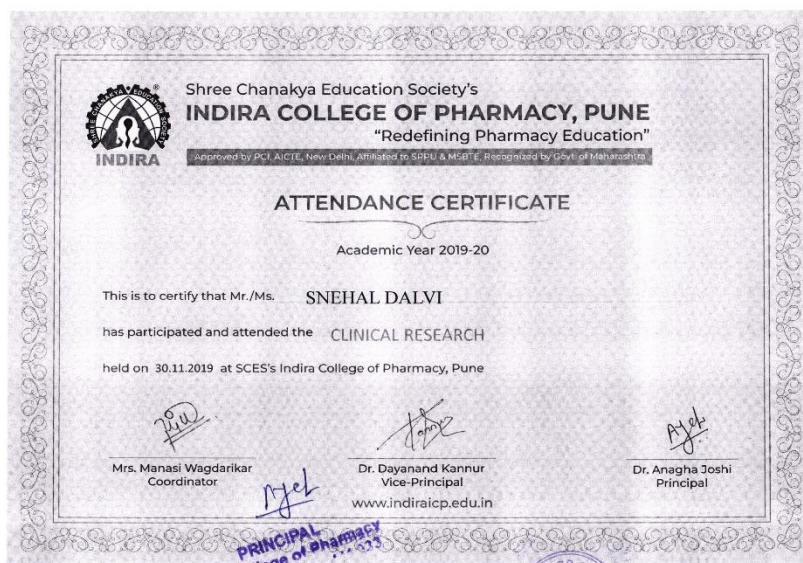 SHREE CHANAKYA EDUCATION SOCIETY
INDIRA
Shree Chanakya Education Society's
INDIRA COLLEGE OF PHARMACY, PUNE
"Redefining Pharmacy Education"
Approved by PCI, AICTE, New Delhi, Affiliated to SPPU & MSBTE, Recognized by Govt. of Maharashtra
ATTENDANCE CERTIFICATE
Academic Year 2019-20
This is to certify that Mr./Ms. SNEHAL DALVI
has participated and attended the CLINICAL RESEARCH
held on 30.11.2019 at SCES's Indira College of Pharmacy, Pune
Mrs. Manasi Wagdarikar
Coordinator
Dr. Dayanand Kannur
Vice-Principal
Dr. Anagha Joshi
Principal
www.indiraicp.edu.in
PRINCIPAL
of Pharmacy